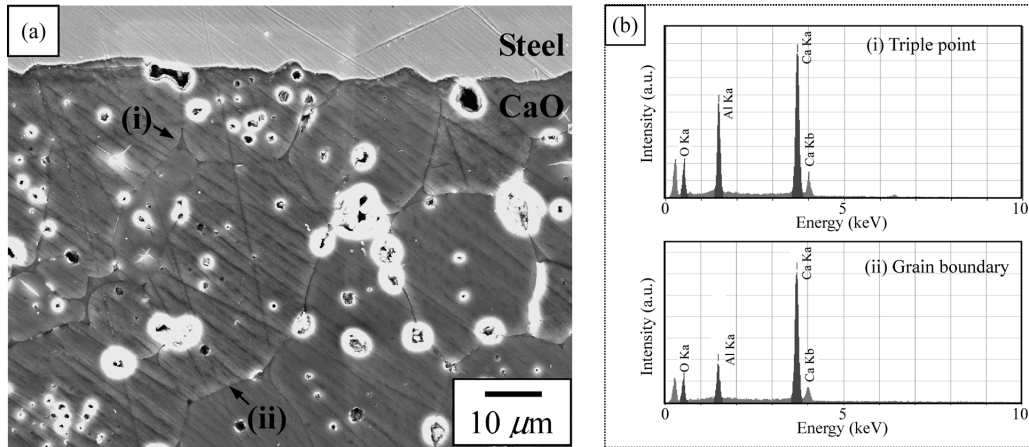 (a)
Steel
CaO
(i)
(ii)
10 μm
(b)
(i) Triple point
Intensity (a.u.)
O Ka
Al Ka
Ca Ka
Ca Kb
0
5
10
Energy (keV)
(ii) Grain boundary
Intensity (a.u.)
O Ka
Al Ka
Ca Ka
Ca Kb
0
5
10
Energy (keV)